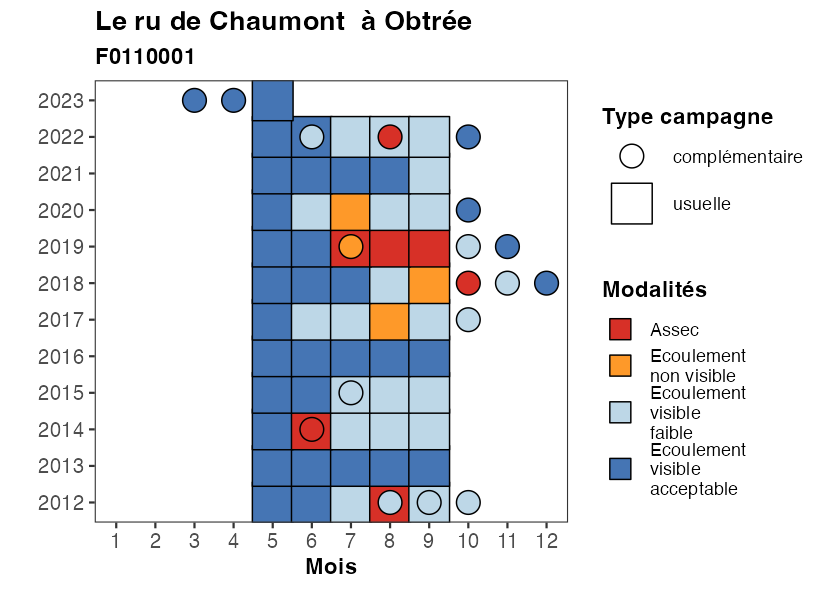 Le ru de Chaumont  à Obtrée
F0110001
2023
2022
2021
2020
2019
2018
2017
2016
2015
2014
2013
2012
1 2 3 4 5 6 7 8 9 10 11 12
Mois
Type campagne
complémentaire
usuelle
Modalités
Assec
Ecoulement
non visible
Ecoulement
visible
faible
Ecoulement
visible
acceptable